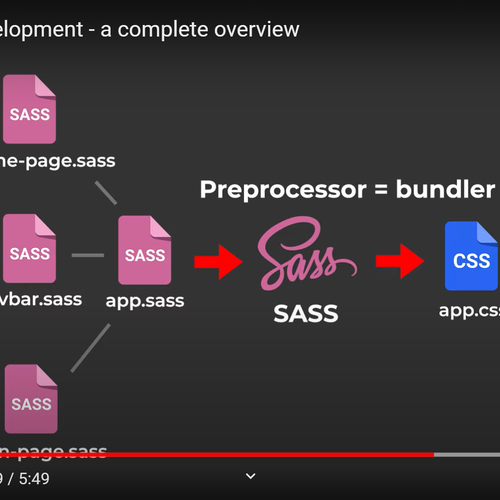 elopment - a complete overview
SASS
ne-page.sass
Preprocessor = bundler
SASS
SASS
Sass
CSS
vbar.sass
app.sass
SASS
app.cs
SASS
n-page.sass
9 / 5:49